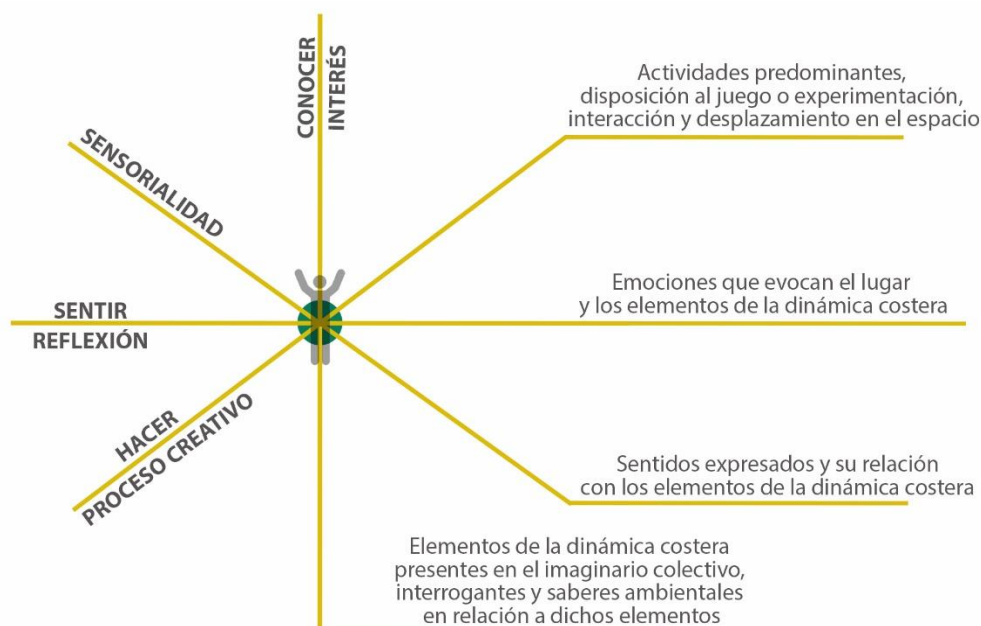 CONOCER
INTERÉS
Actividades predominantes,
disposición al juego o experimentación,
interacción y desplazamiento en el espacio
SENSORIALIDAD
SENTIR
REFLEXIÓN
Emociones que evocan el lugar
y los elementos de la dinámica costera
HACER
PROCESO CREATIVO
Sentidos expresados y su relación
con los elementos de la dinámica costera
Elementos de la dinámica costera
presentes en el imaginario colectivo,
interrogantes y saberes ambientales
en relación a dichos elementos